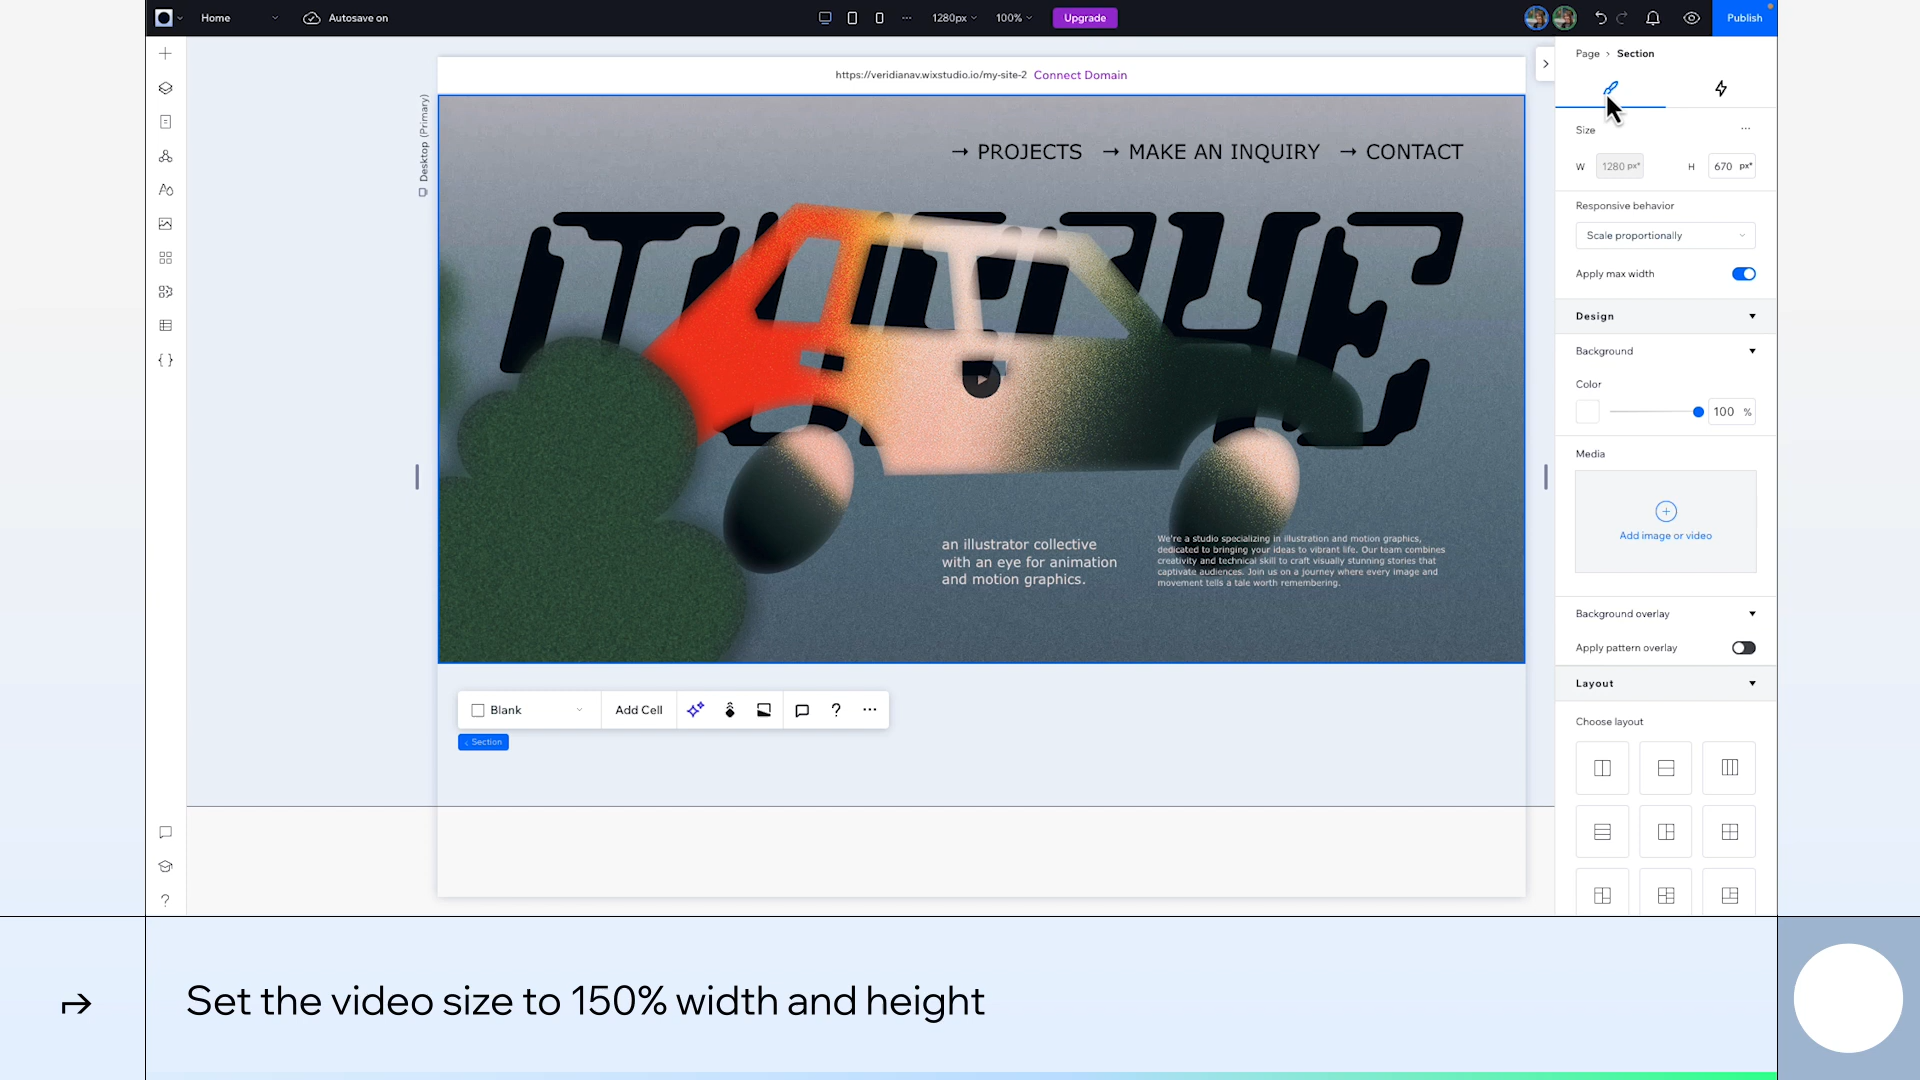 Home
Autosave on
1280px
100%
Upgrade
Publish
https://veridianav.wixstudio.io/my-site-2 Connect Domain
Desktop (Primary)
→ PROJECTS → MAKE AN INQUIRY → CONTACT
an illustrator collective
with an eye for animation
and motion graphics.
We're a studio specializing in illustration and motion graphics,
dedicated to bringing your ideas to vibrant life. Our team combines
creativity and technical skill to craft visually stunning stories that
captivate audiences. Join us on a journey where every image and
movement tells a tale worth remembering.
Blank
Add Cell
?
‹ Section
?
Page › Section
Size
W 1280 px* H 670 px*
Responsive behavior
Scale proportionally
Apply max width
Design
Background
Color
100 %
Media
Add image or video
Background overlay
Apply pattern overlay
Layout
Choose layout
Set the video size to 150% width and height